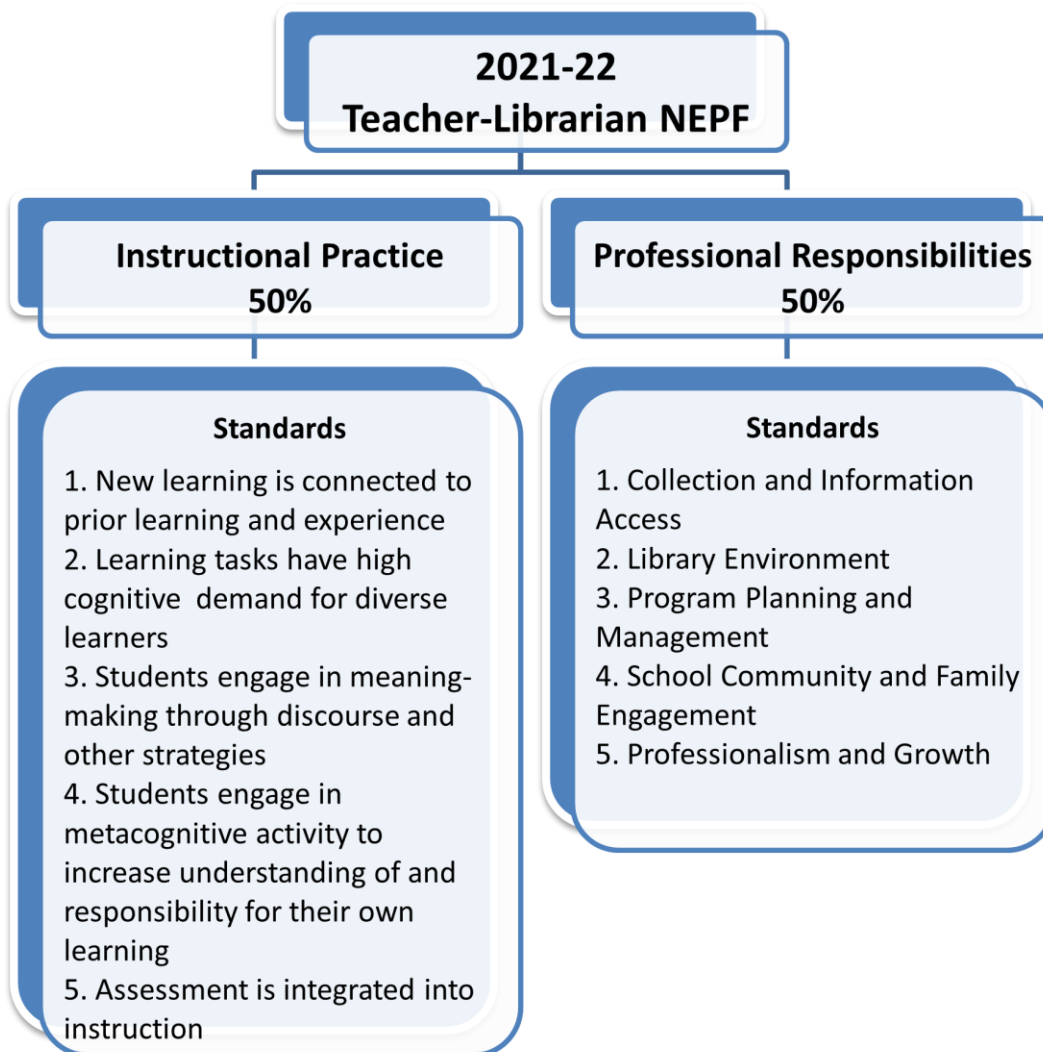 2021-22
Teacher-Librarian NEPF
Instructional Practice
50%
Professional Responsibilities
50%
Standards
1. New learning is connected to
prior learning and experience
2. Learning tasks have high
cognitive demand for diverse
learners
3. Students engage in meaning-
making through discourse and
other strategies
4. Students engage in
metacognitive activity to
increase understanding of and
responsibility for their own
learning
5. Assessment is integrated into
instruction
Standards
1. Collection and Information
Access
2. Library Environment
3. Program Planning and
Management
4. School Community and Family
Engagement
5. Professionalism and Growth